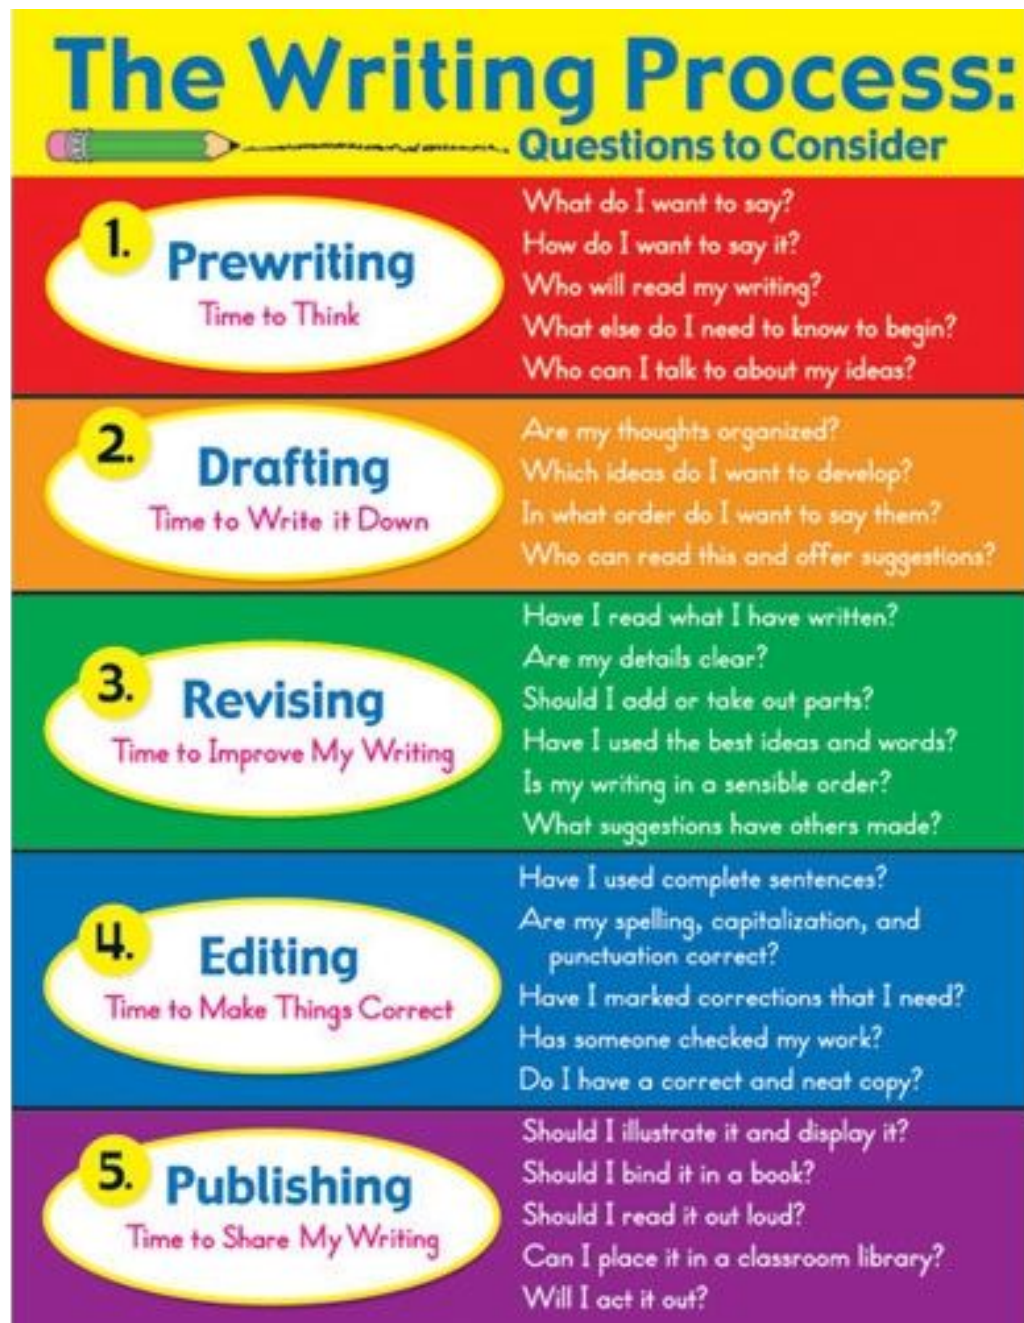 The Writing Process:
Questions to Consider
1.
Prewriting
Time to Think
What do I want to say?
How do I want to say it?
Who will read my writing?
What else do I need to know to begin?
Who can I talk to about my ideas?
2.
Drafting
Time to Write it Down
Are my thoughts organized?
Which ideas do I want to develop?
In what order do I want to say them?
Who can read this and offer suggestions?
3.
Revising
Time to Improve My Writing
Have I read what I have written?
Are my details clear?
Should I add or take out parts?
Have I used the best ideas and words?
Is my writing in a sensible order?
What suggestions have others made?
4.
Editing
Time to Make Things Correct
Have I used complete sentences?
Are my spelling, capitalization, and
punctuation correct?
Have I marked corrections that I need?
Has someone checked my work?
Do I have a correct and neat copy?
5.
Publishing
Time to Share My Writing
Should I illustrate it and display it?
Should I bind it in a book?
Should I read it out loud?
Can I place it in a classroom library?
Will I act it out?